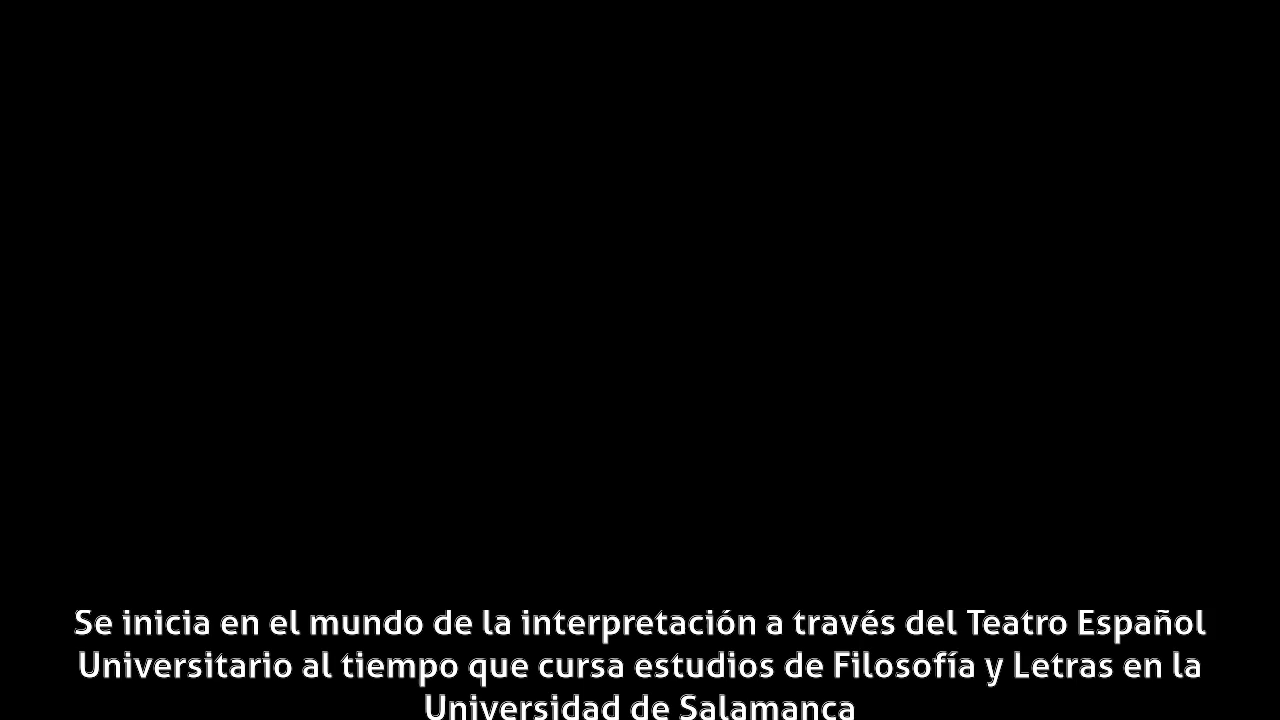 Se inicia en el mundo de la interpretación a través del Teatro Español
Universitario al tiempo que cursa estudios de Filosofía y Letras en la
Universidad de Salamanca